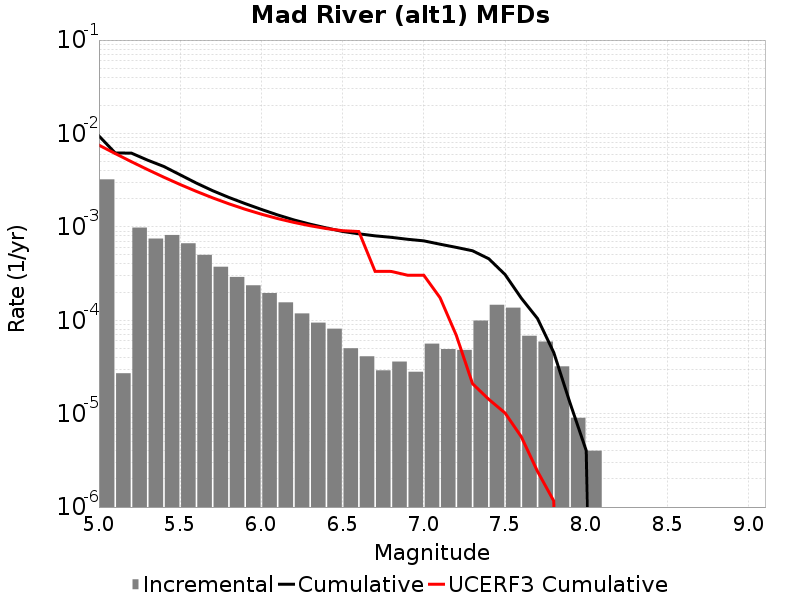 Mad River (alt1) MFDs
10-1
10-2
10-3
10-4
10-5
10-6
Rate (1/yr)
5.0 5.5 6.0 6.5 7.0 7.5 8.0 8.5 9.0
Magnitude
Incremental Cumulative UCERF3 Cumulative